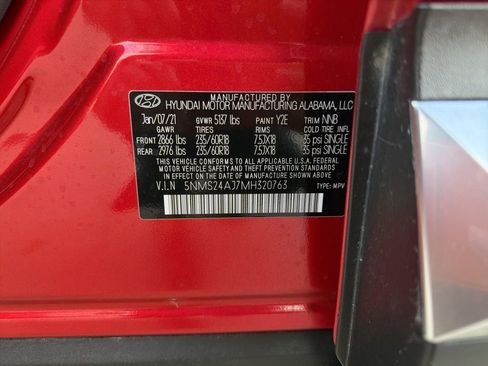 MANUFACTURED BY
HYUNDAI MOTOR MANUFACTURING ALABAMA, LLC
Jan/07/21 GVWR 5137 lbs PAINT Y2E TRIM NNB
GAWR TIRES RIMS COLD TIRE INFL
FRONT 2866 lbs 235/60R18 7.5JX18 35 psi SINGLE
REAR 2976 lbs 235/60R18 7.5JX18 35 psi SINGLE
THIS VEHICLE CONFORMS TO ALL APPLICABLE
FEDERAL MOTOR VEHICLE SAFETY BUMPER
AND THEFT PREVENTION STANDARDS IN EFFECT ON
THE DATE OF MANUFACTURE SHOWN ABOVE.
V.I.N 5NMS24AJ7MH320763 TYPE: MPV